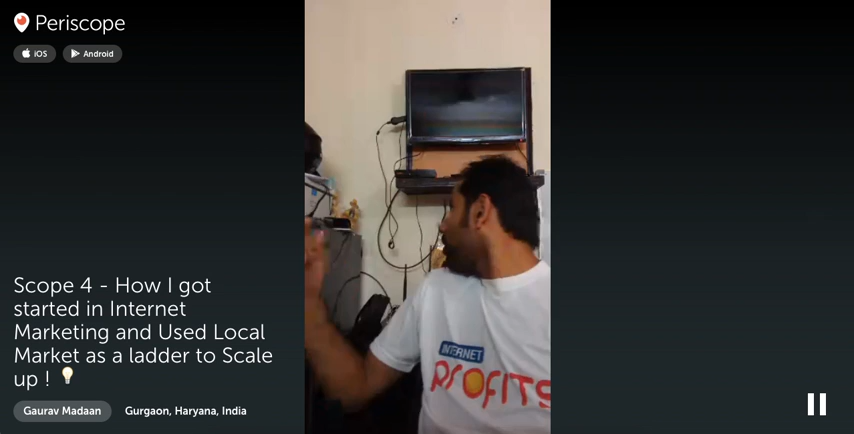 Periscope
iOS
Android
Scope 4 - How I got
started in Internet
Marketing and Used Local
Market as a ladder to Scale
up !
Gaurav Madaan
Gurgaon, Haryana, India
INTERNET
PROFITS